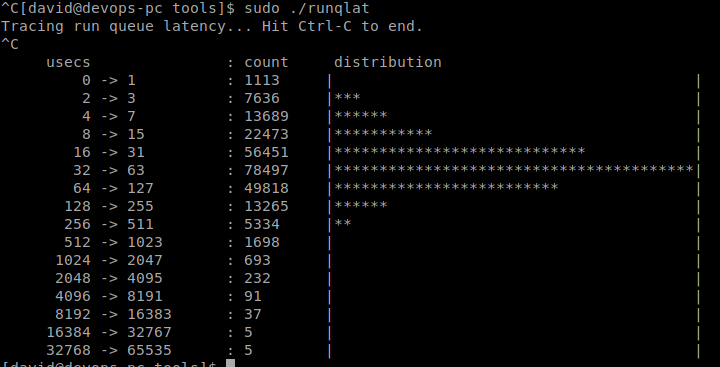 ^C[david@devops-pc tools]$ sudo ./runqlat
Tracing run queue latency... Hit Ctrl-C to end.
^C
     usecs               : count     distribution
         0 -> 1          : 1113     |                                        |
         2 -> 3          : 7636     |***                                     |
         4 -> 7          : 13689    |******                                  |
         8 -> 15         : 22473    |***********                             |
        16 -> 31         : 56451    |****************************            |
        32 -> 63         : 78497    |****************************************|
        64 -> 127        : 49818    |*************************               |
       128 -> 255        : 13265    |******                                  |
       256 -> 511        : 5334     |**                                      |
       512 -> 1023       : 1698     |                                        |
      1024 -> 2047       : 693      |                                        |
      2048 -> 4095       : 232      |                                        |
      4096 -> 8191       : 91       |                                        |
      8192 -> 16383      : 37       |                                        |
     16384 -> 32767      : 5        |                                        |
     32768 -> 65535      : 5        |                                        |
[david@devops-pc tools]$